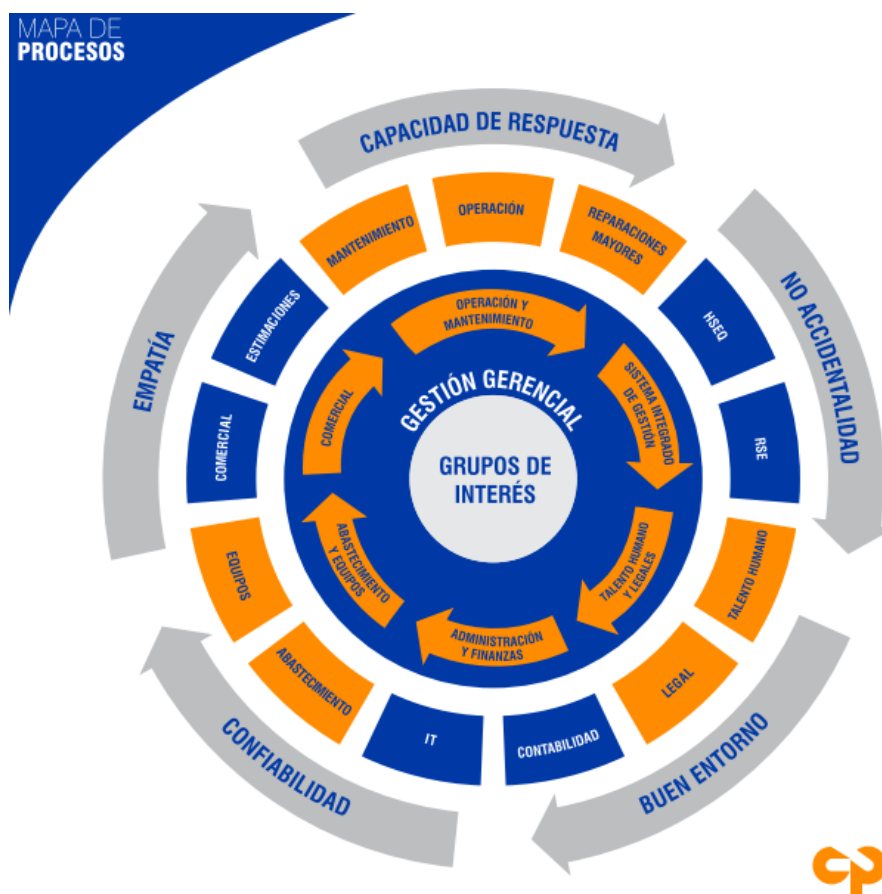 MAPA DE
PROCESOS
CAPACIDAD DE RESPUESTA
NO ACCIDENTALIDAD
BUEN ENTORNO
CONFIABILIDAD
EMPATÍA
MANTENIMIENTO
OPERACIÓN
REPARACIONES
MAYORES
HSEQ
RSE
TALENTO HUMANO
LEGAL
CONTABILIDAD
IT
ABASTECIMIENTO
EQUIPOS
COMERCIAL
ESTIMACIONES
OPERACIÓN Y
MANTENIMIENTO
SISTEMA INTEGRADO
DE GESTIÓN
TALENTO HUMANO
Y LEGALES
ADMINISTRACIÓN
Y FINANZAS
ABASTECIMIENTO
Y EQUIPOS
COMERCIAL
GESTIÓN GERENCIAL
GRUPOS DE
INTERÉS
cp